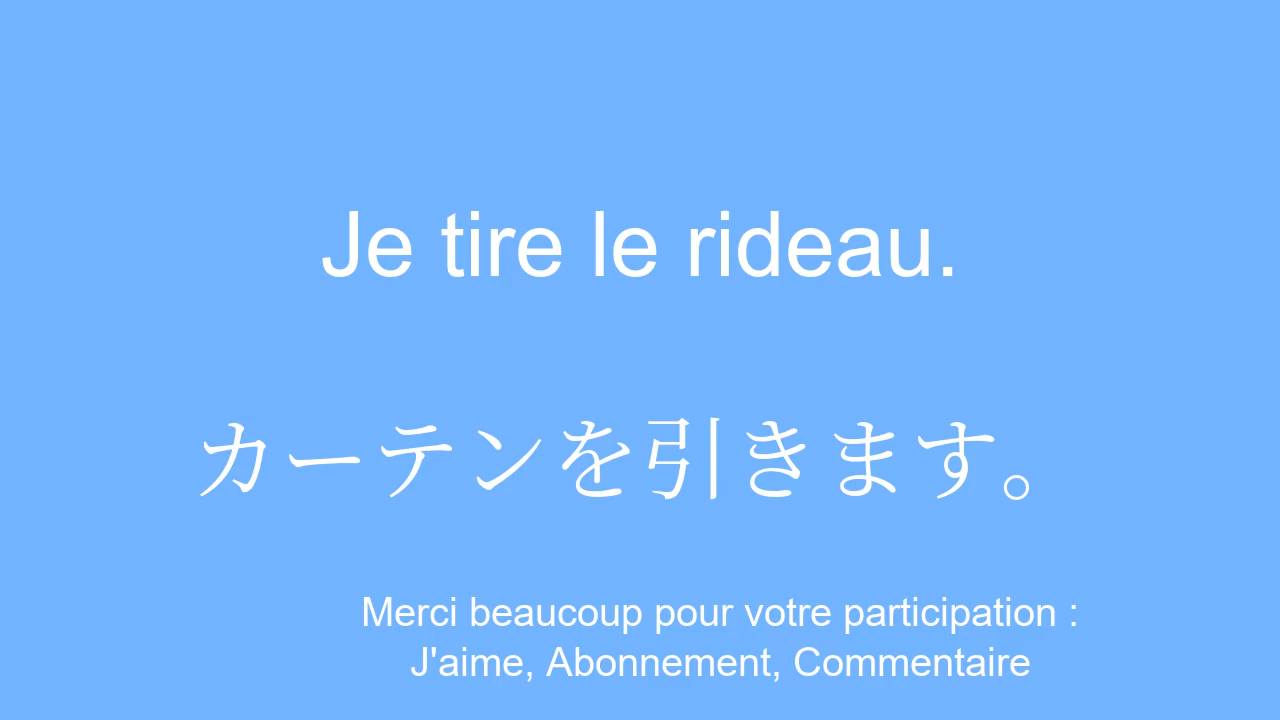 Je tire le rideau.
カーテンを引きます。
Merci beaucoup pour votre participation :
J'aime, Abonnement, Commentaire